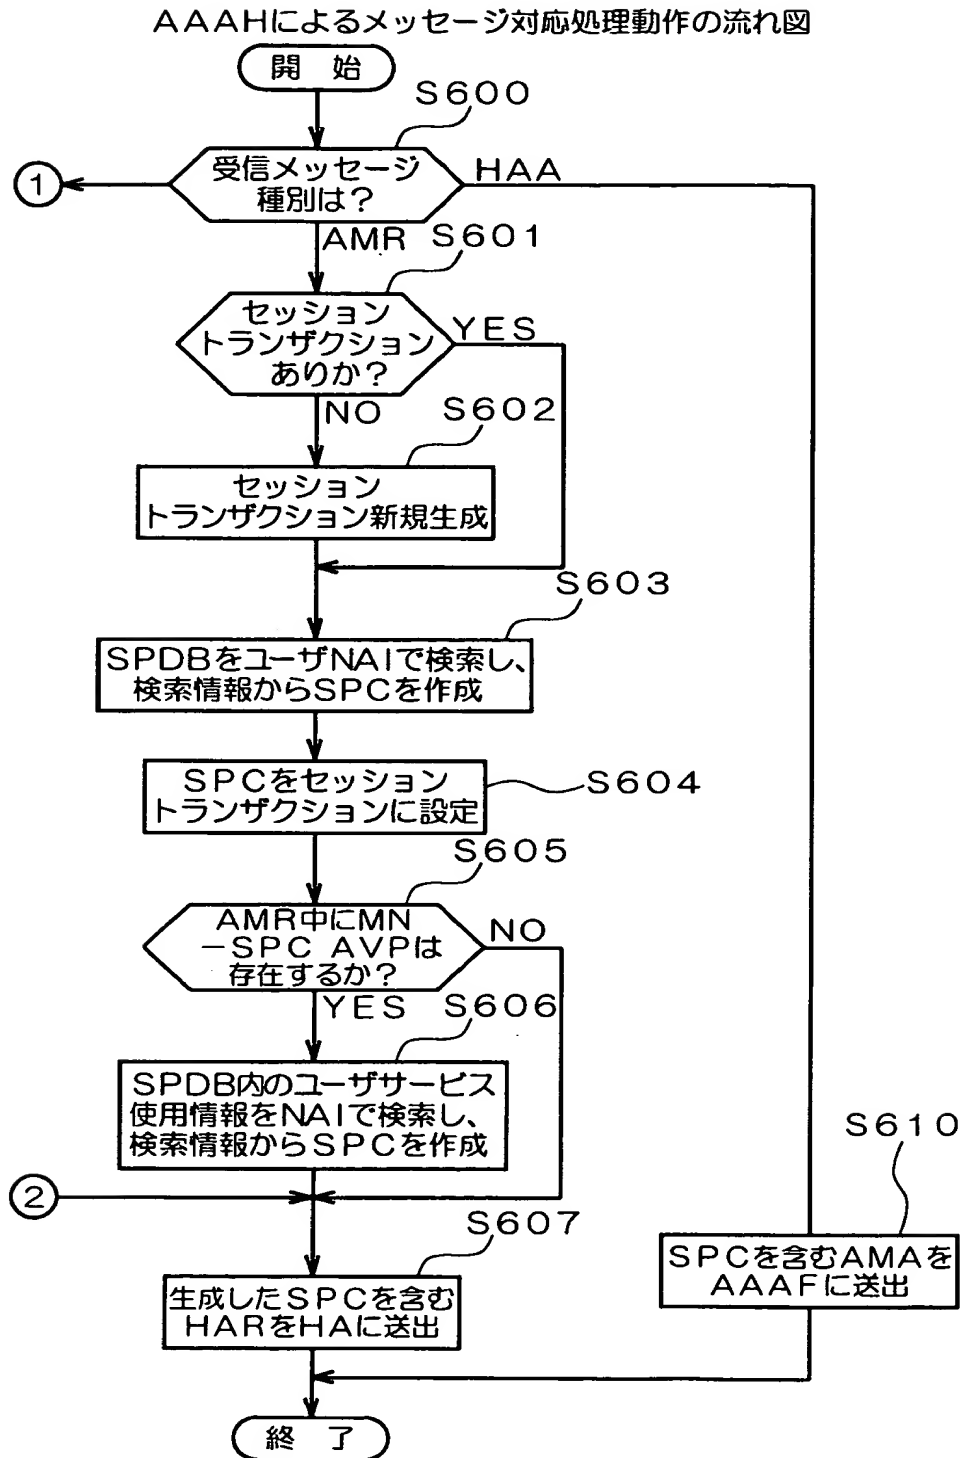 AAAHによるメッセージ対応処理動作の流れ図
開 始
S600
受信メッセージ
種別は？
HAA
①
AMR
S601
セッション
トランザクション
ありか？
YES
NO
S602
セッション
トランザクション新規生成
S603
SPDBをユーザNAIで検索し、
検索情報からSPCを作成
SPCをセッション
トランザクションに設定
S604
S605
AMR中にMN
－SPC AVPは
存在するか？
NO
YES
S606
SPDB内のユーザサービス
使用情報をNAIで検索し、
検索情報からSPCを作成
S610
②
S607
SPCを含むAMAを
AAAFに送出
生成したSPCを含む
HARをHAに送出
終 了